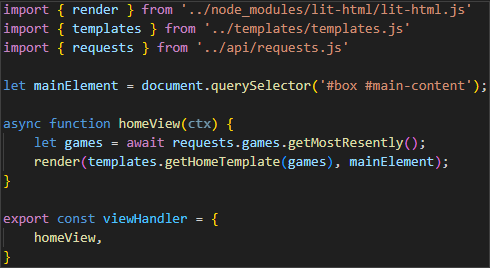 import { render } from '../node_modules/lit-html/lit-html.js'
import { templates } from '../templates/templates.js'
import { requests } from '../api/requests.js'

let mainElement = document.querySelector('#box #main-content');

async function homeView(ctx) {
    let games = await requests.games.getMostResently();
    render(templates.getHomeTemplate(games), mainElement);
}

export const viewHandler = {
    homeView,
}